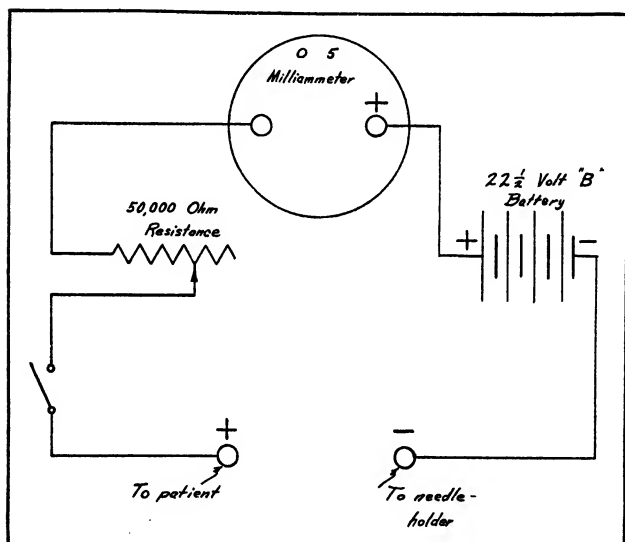 0 5
Milliammeter
+
22½ Volt "B"
Battery
50,000 Ohm
Resistance
+ −
+ −
To patient
To needle-
holder